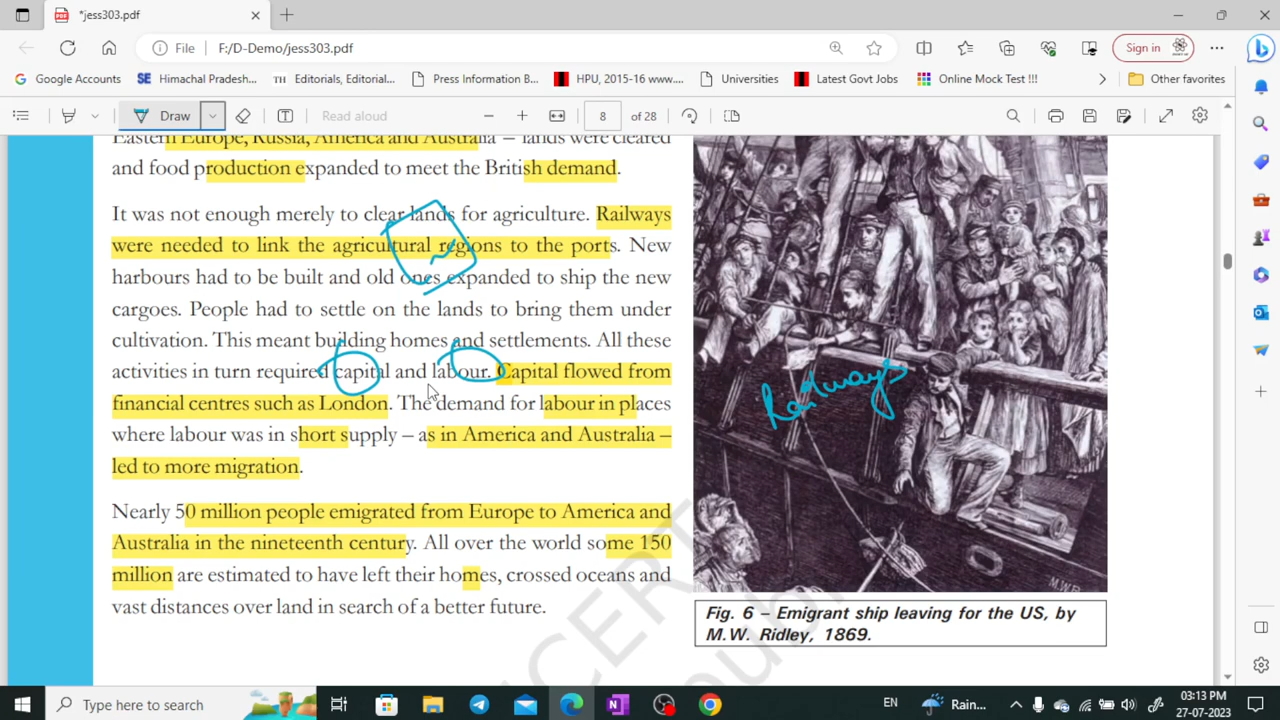 *jess303.pdf
File
F:/D-Demo/jess303.pdf
Sign in
Google Accounts
SE Himachal Pradesh...
TH Editorials, Editorial...
Press Information B...
HPU, 2015-16 www....
Universities
Latest Govt Jobs
Online Mock Test !!!
Other favorites
Draw
Read aloud
8 of 28
Eastern Europe, Russia, America and Australia – lands were cleared
and food production expanded to meet the British demand.
It was not enough merely to clear lands for agriculture. Railways
were needed to link the agricultural regions to the ports. New
harbours had to be built and old ones expanded to ship the new
cargoes. People had to settle on the lands to bring them under
cultivation. This meant building homes and settlements. All these
activities in turn required capital and labour. Capital flowed from
financial centres such as London. The demand for labour in places
where labour was in short supply – as in America and Australia –
led to more migration.
Nearly 50 million people emigrated from Europe to America and
Australia in the nineteenth century. All over the world some 150
million are estimated to have left their homes, crossed oceans and
vast distances over land in search of a better future.
Railways
M.W.R
Fig. 6 – Emigrant ship leaving for the US, by
M.W. Ridley, 1869.
NCERT
Type here to search
EN
Rain...
03:13 PM
27-07-2023